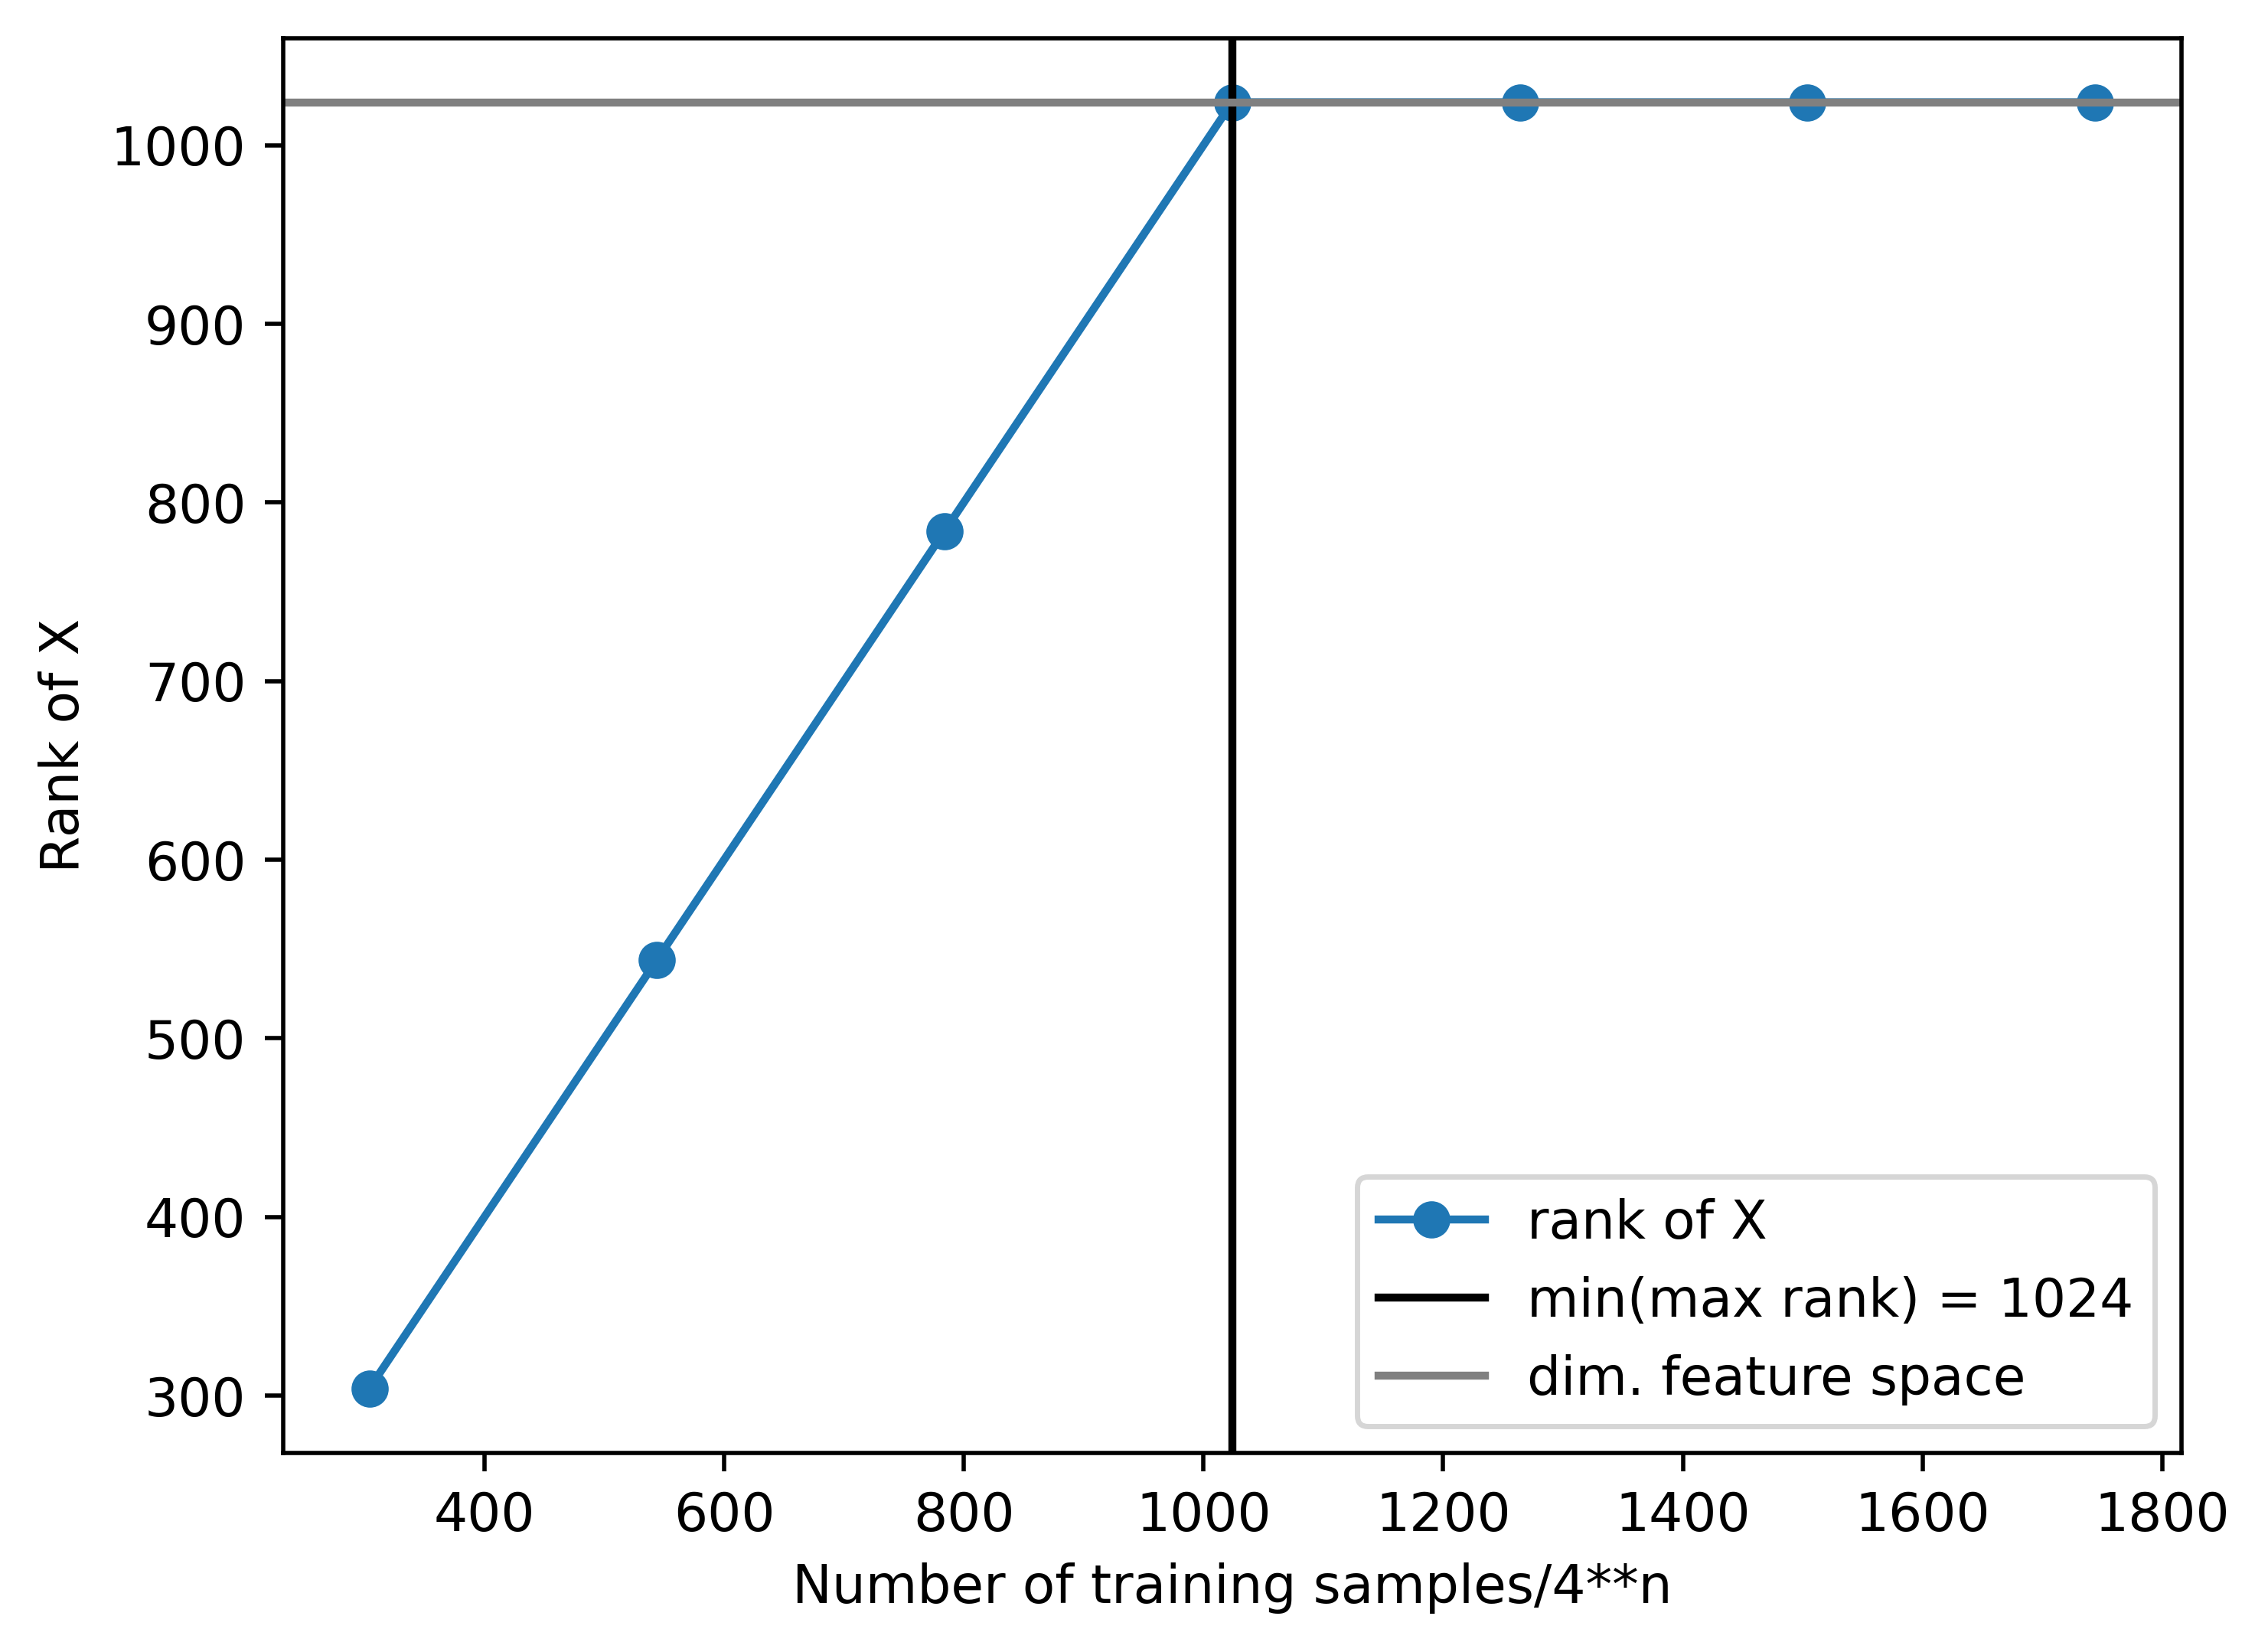 1000
900
800
700
600
500
400
300
Rank of X
rank of X
min(max rank) = 1024
dim. feature space
400 600 800 1000 1200 1400 1600 1800
Number of training samples/4**n